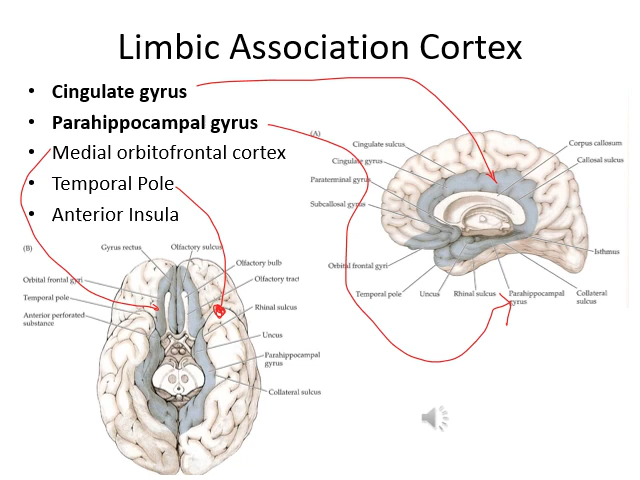 Limbic Association Cortex
• Cingulate gyrus
• Parahippocampal gyrus
• Medial orbitofrontal cortex
• Temporal Pole
• Anterior Insula
(A)
Cingulate sulcus
Cingulate gyrus
Paraterminal gyrus
Subcallosal gyrus
Orbital frontal gyri
Temporal pole
Uncus
Rhinal sulcus
Parahippocampal
gyrus
Collateral
sulcus
Isthmus
Corpus callosum
Callosal sulcus
(B)
Gyrus rectus
Olfactory sulcus
Olfactory bulb
Olfactory tract
Orbital frontal gyri
Temporal pole
Anterior perforated
substance
Rhinal sulcus
Uncus
Parahippocampal
gyrus
Collateral sulcus